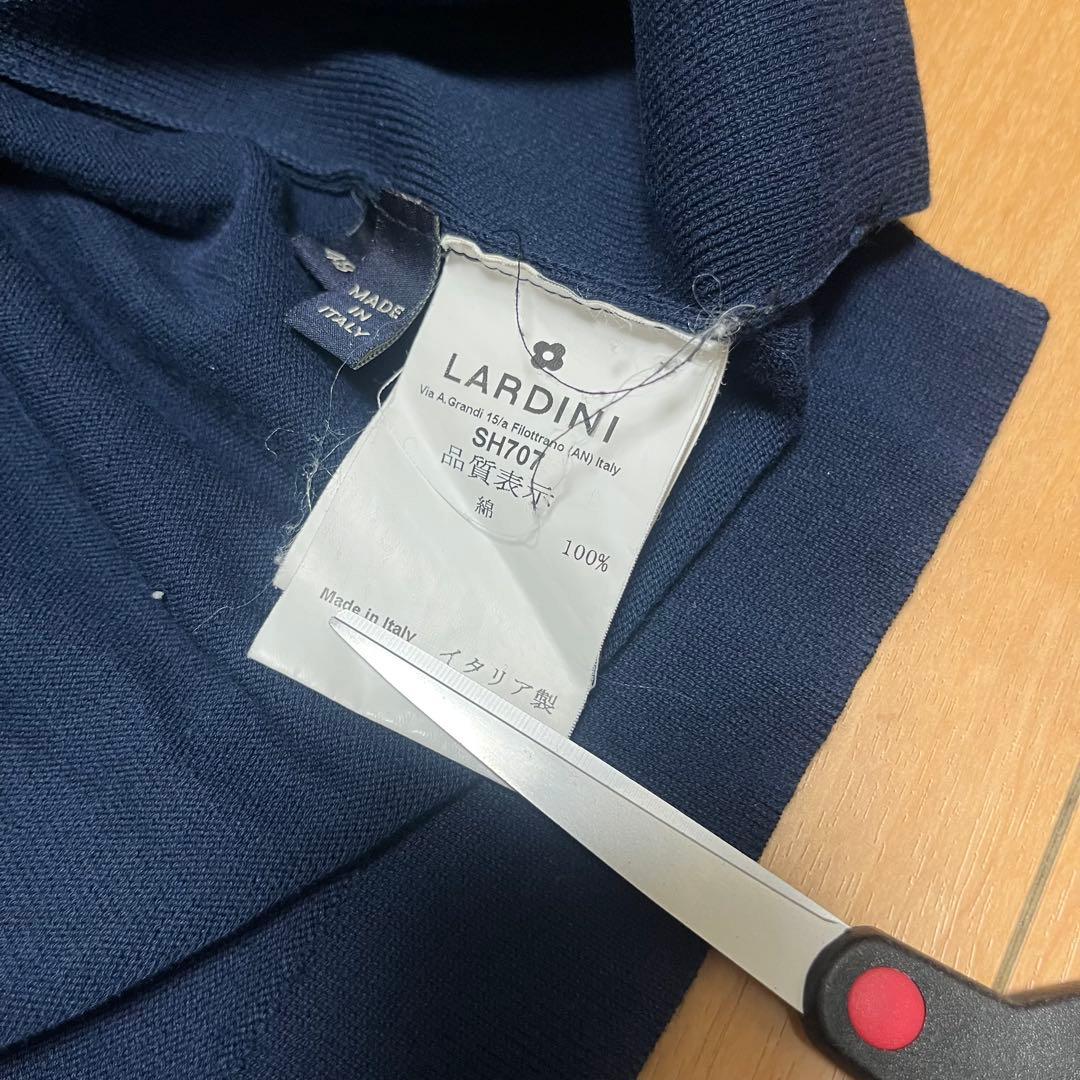 48
MADE
IN
ITALY
LARDINI
Via A.Grandi 15/a Filottrano (AN) Italy
SH707
品質表示
綿
100%
Made in Italy
イタリア製